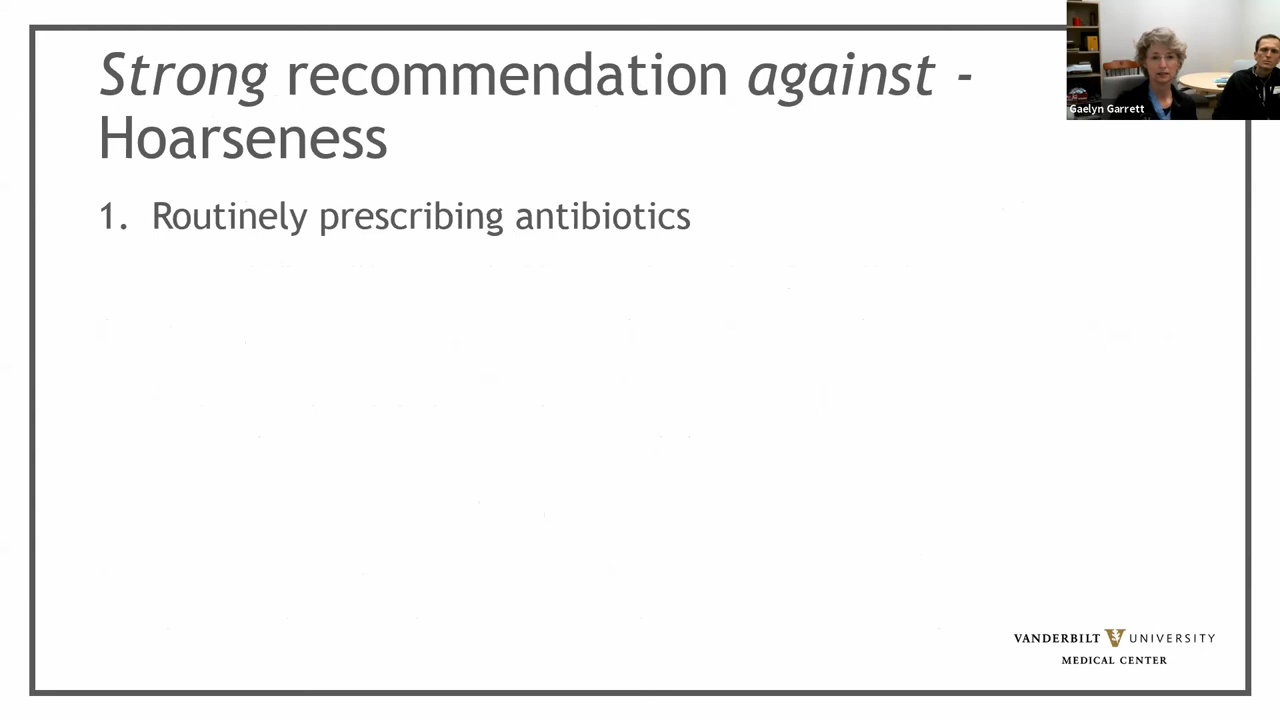 Strong recommendation against -
Hoarseness
Gaelyn Garrett
1. Routinely prescribing antibiotics
VANDERBILT V UNIVERSITY
MEDICAL CENTER